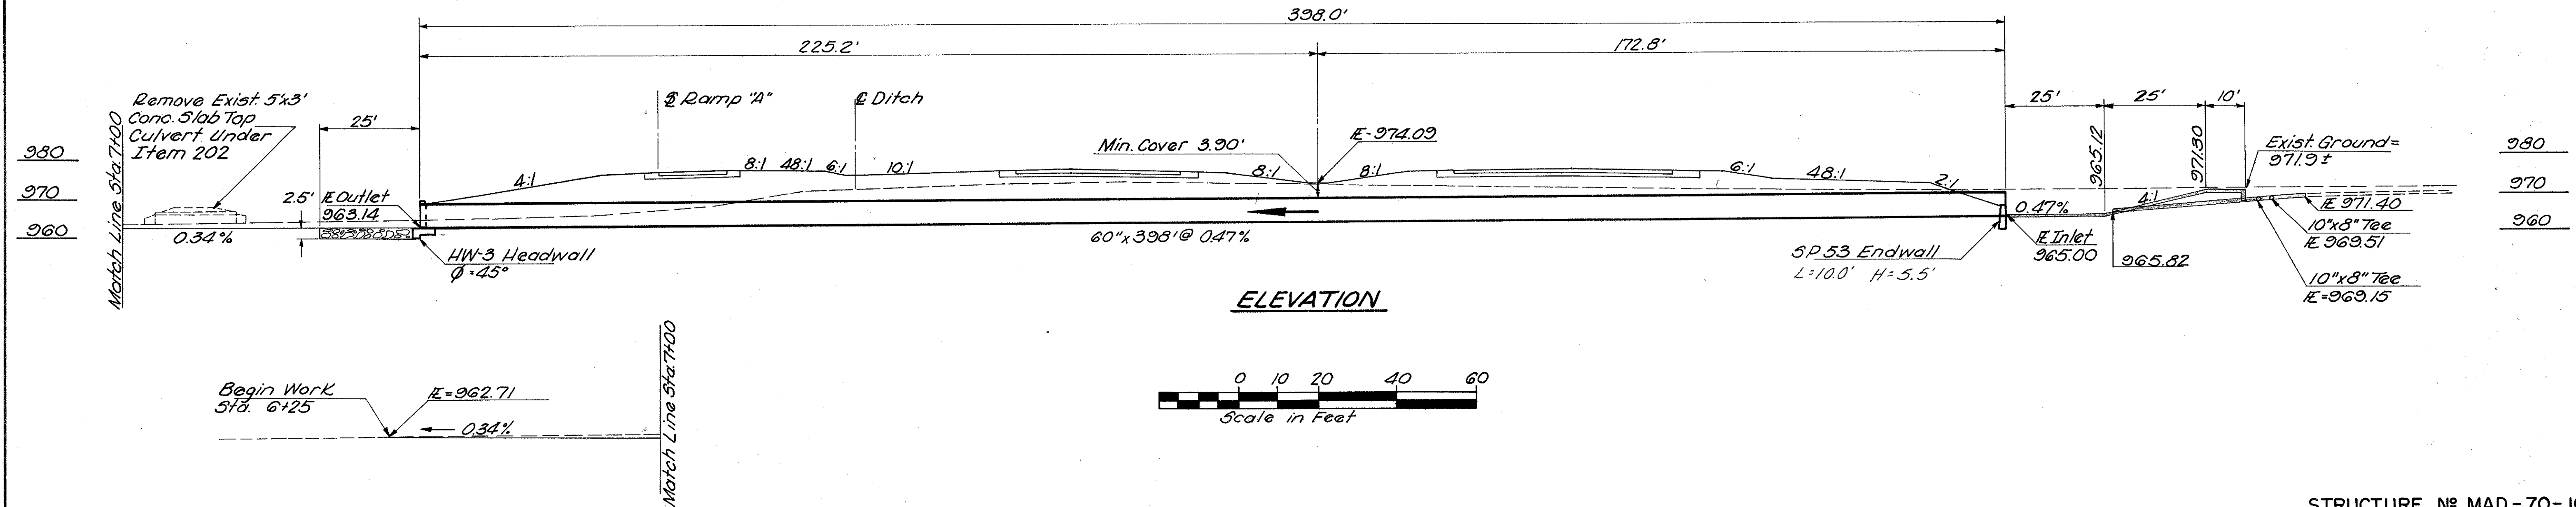 398.0'
225.2'
172.8'
Remove Exist. 5'x3'
Conc. Slab Top
Culvert Under
Item 202
Match Line Sta. 7+00
25'
℄ Ramp "A"
℄ Ditch
Min. Cover 3.90'
℄-974.09
25'
25'
10'
965.12
971.30
Exist. Ground=
971.9±
980
970
960
980
970
960
4:1
8:1
48:1
6:1
10:1
8:1
8:1
6:1
48:1
2:1
4:1
2.5'
Outlet
963.14
0.34%
HW-3 Headwall
Ø=45°
60"x398'@ 0.47%
0.47%
SP 53 Endwall
L=10.0' H=5.5'
Inlet
965.00
965.82
971.40
10"x8" Tee
969.51
10"x8" Tee
=969.15
ELEVATION
Begin Work
Sta. 6+25
=962.71
0.34%
Match Line Sta. 7+00
0 10 20 40 60
Scale in Feet
STRUCTURE Nº MAD-70-